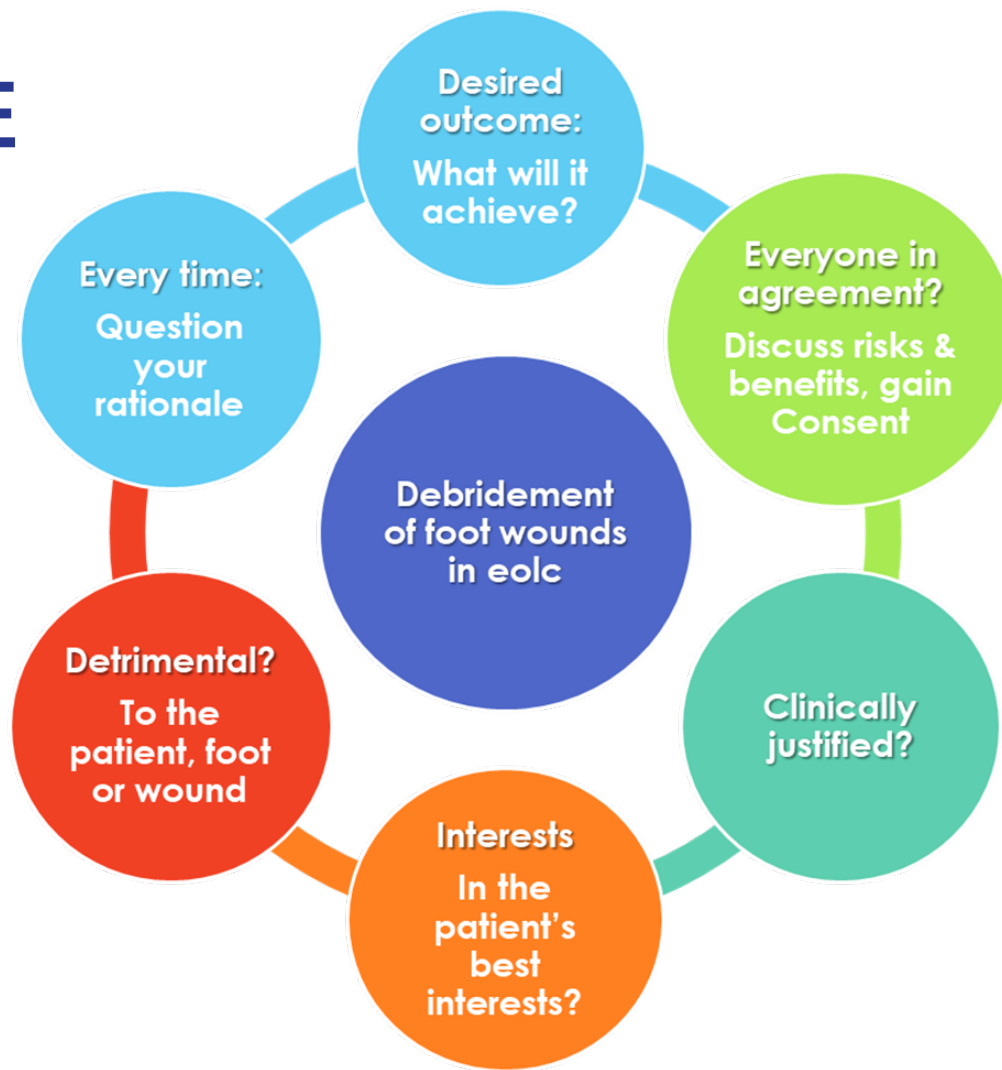 E
Desired
outcome:
What will it
achieve?
Everyone in
agreement?
Discuss risks &
benefits, gain
Consent
Clinically
justified?
Interests
In the
patient's
best
interests?
Detrimental?
To the
patient, foot
or wound
Every time:
Question
your
rationale
Debridement
of foot wounds
in eolc